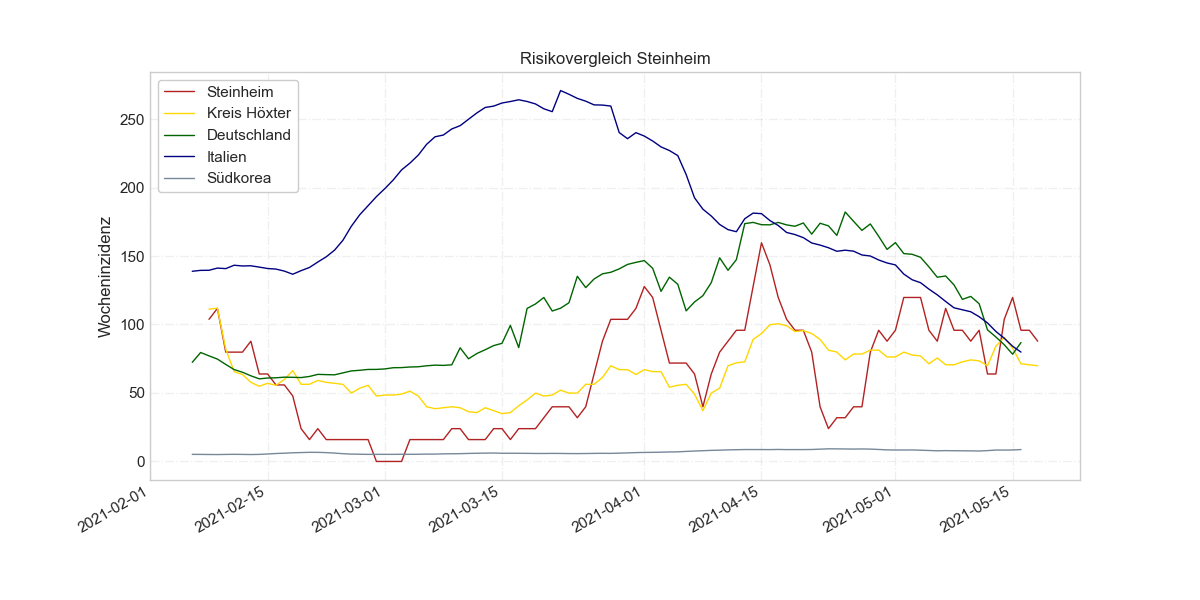 Risikovergleich Steinheim
Steinheim
Kreis Höxter
Deutschland
Italien
Südkorea
Wocheninzidenz
250
200
150
100
50
0
2021-02-01
2021-02-15
2021-03-01
2021-03-15
2021-04-01
2021-04-15
2021-05-01
2021-05-15